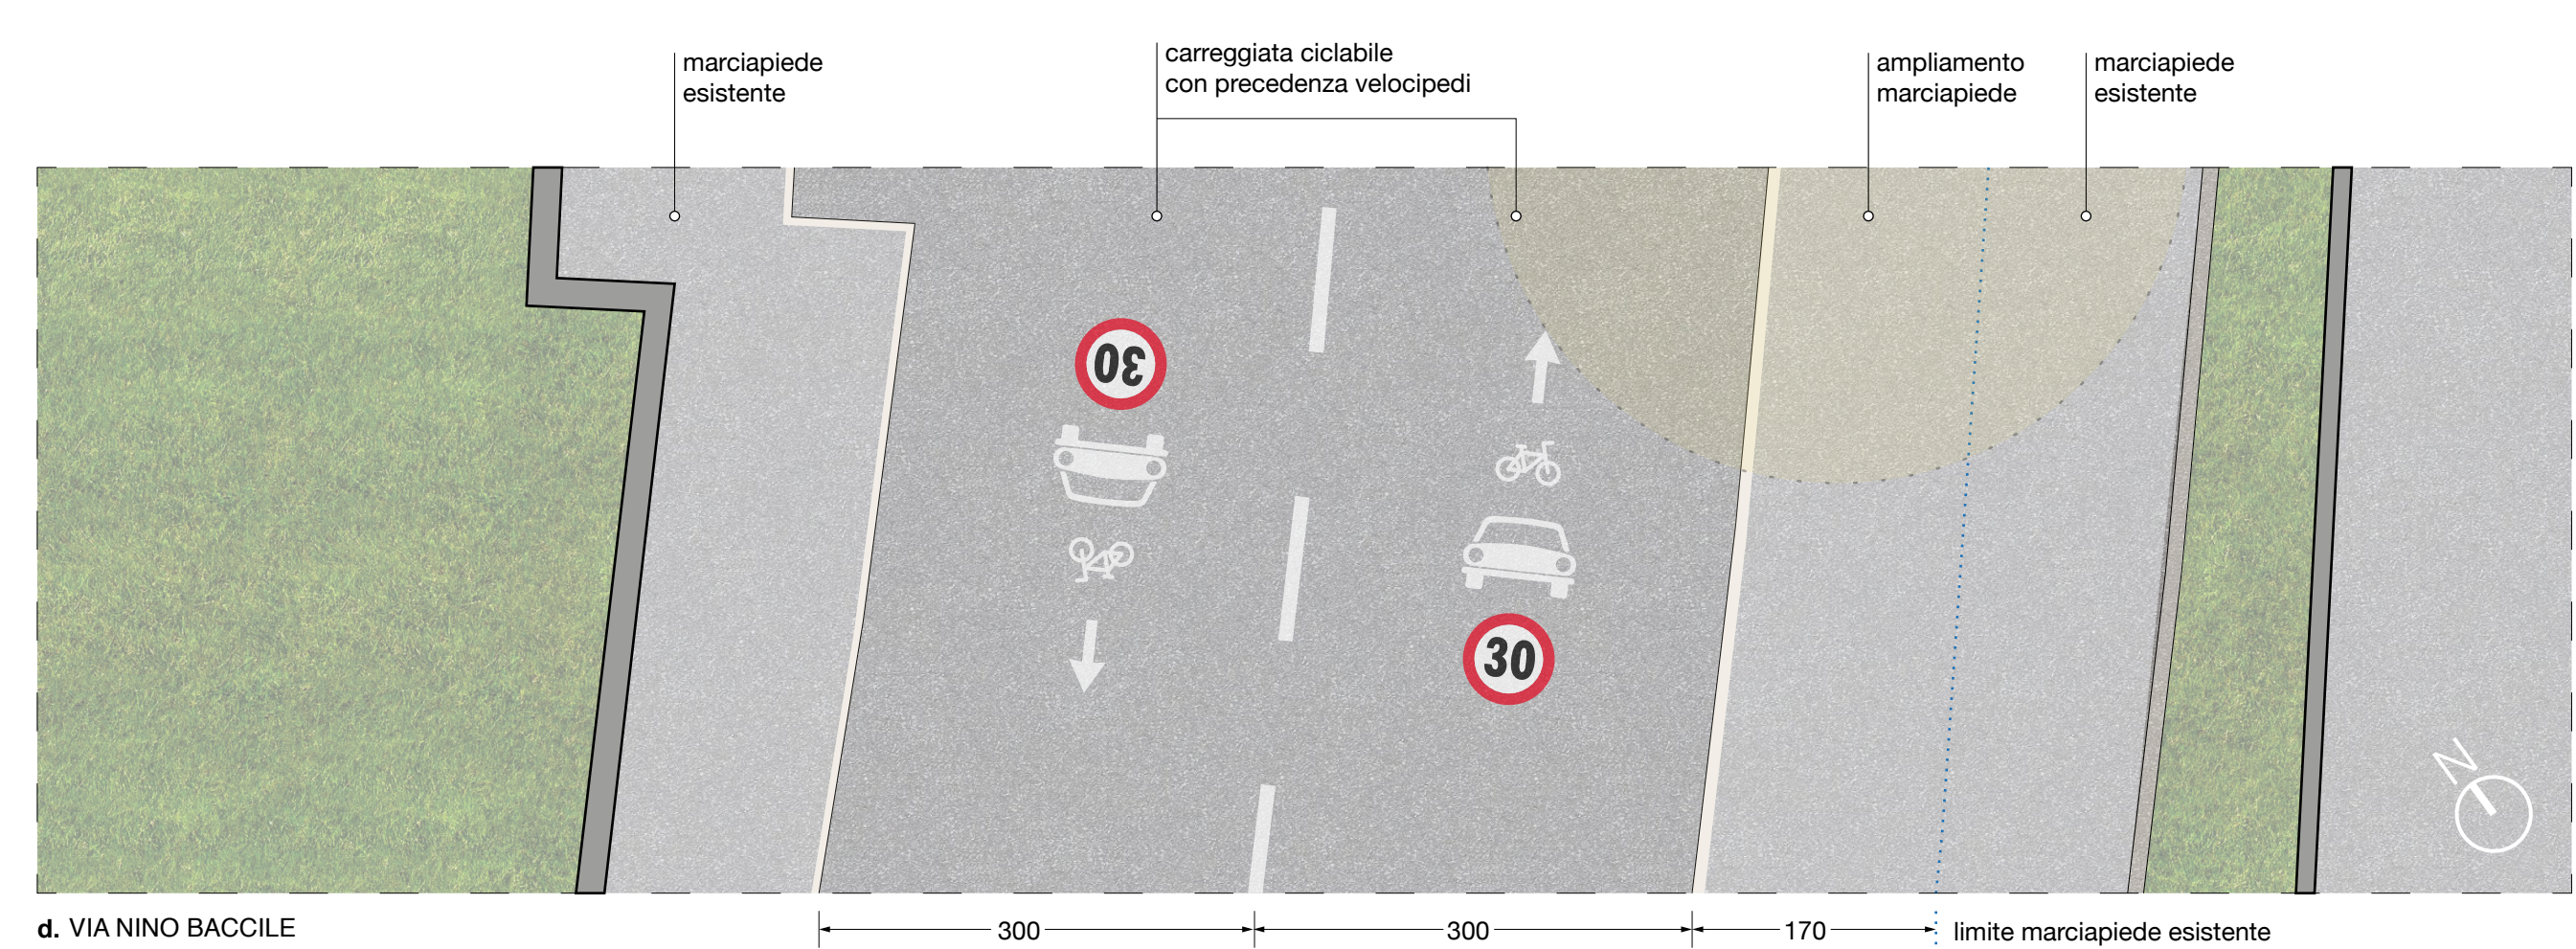 marciapiede
esistente
carreggiata ciclabile
con precedenza velocipedi
ampliamento
marciapiede
marciapiede
esistente
30
30
N
d. VIA NINO BACCILE
300
300
170
limite marciapiede esistente